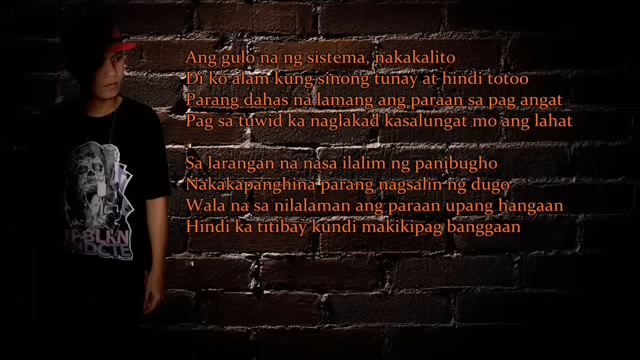 Ang gulo na ng sistema, nakakalito
Di ko alam kung sinong tunay at hindi totoo
Parang dahas na lamang ang paraan sa pag angat
Pag sa tuwid ka naglakad kasalungat mo ang lahat
Sa larangan na nasa ilalim ng panibugho
Nakakapanghina parang nagsalin ng dugo
Wala na sa nilalaman ang paraan upang hangaan
Hindi ka titibay kundi makikipag banggaan